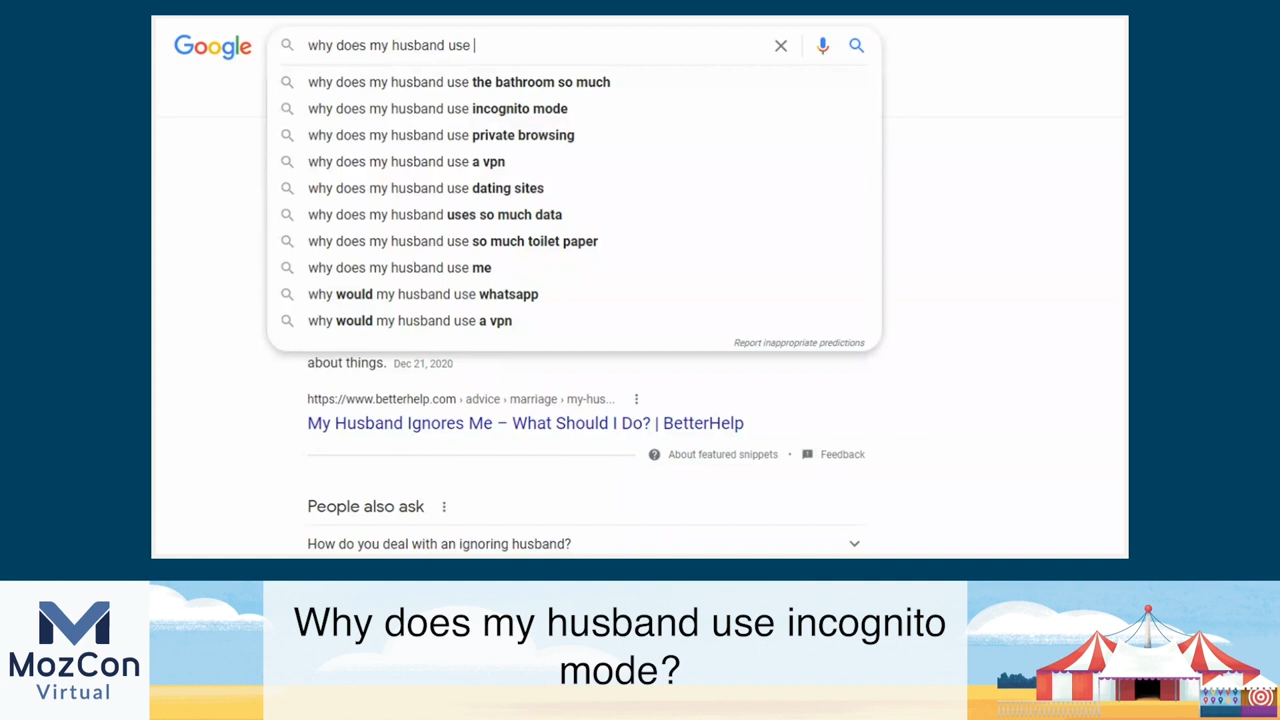 Google
why does my husband use
why does my husband use the bathroom so much
why does my husband use incognito mode
why does my husband use private browsing
why does my husband use a vpn
why does my husband use dating sites
why does my husband uses so much data
why does my husband use so much toilet paper
why does my husband use me
why would my husband use whatsapp
why would my husband use a vpn
Report inappropriate predictions
about things. Dec 21, 2020
https://www.betterhelp.com › advice › marriage › my-hus...
My Husband Ignores Me – What Should I Do? | BetterHelp
About featured snippets • Feedback
People also ask
How do you deal with an ignoring husband?
Why does my husband use incognito
mode?
MozCon
Virtual